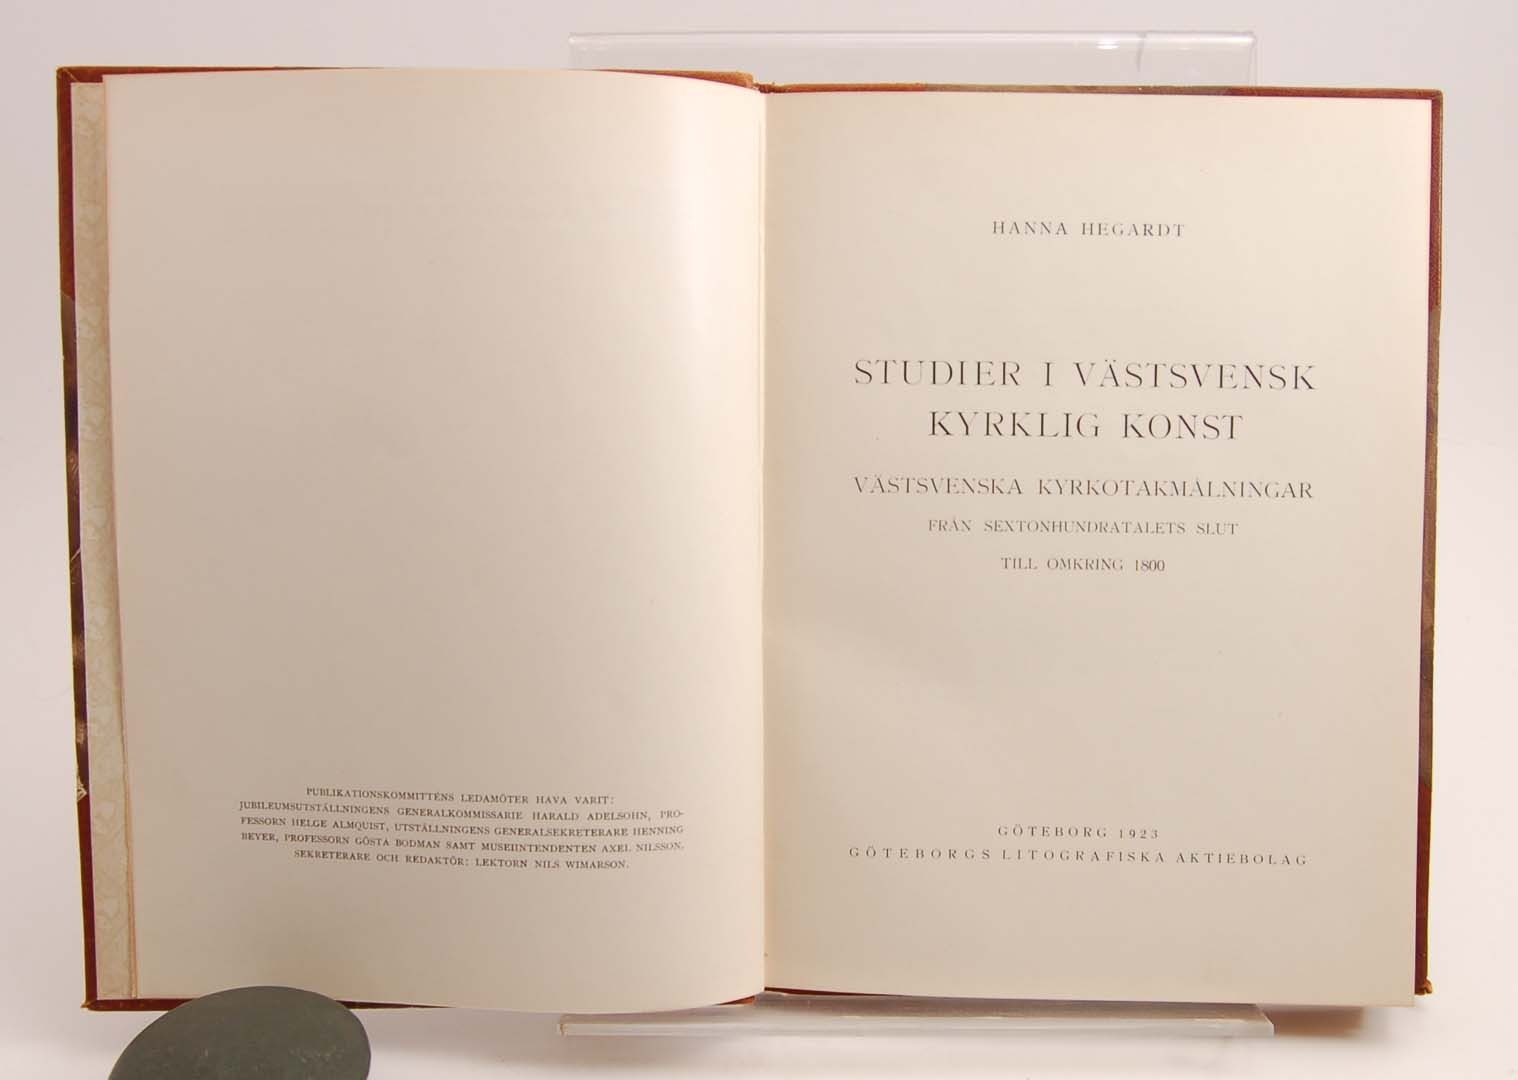 PUBLIKATIONSKOMMITTÉNS LEDAMÖTER HAVA VARIT:
JUBILEUMSUTSTÄLLNINGENS GENERALKOMMISSARIE HARALD ADELSOHN, PRO-
FESSORN HELGE ALMQUIST, UTSTÄLLNINGENS GENERALSEKRETERARE HENNING
BEYER, PROFESSORN GÖSTA BODMAN SAMT MUSEIINTENDENTEN AXEL NILSSON.
SEKRETERARE OCH REDAKTÖR: LEKTORN NILS WIMARSON.
HANNA HEGARDT
STUDIER I VÄSTSVENSK
KYRKLIG KONST
VÄSTSVENSKA KYRKOTAKMÅLNINGAR
FRÅN SEXTONHUNDRATALETS SLUT
TILL OMKRING 1800
GÖTEBORG 1923
GÖTEBORGS LITOGRAFISKA AKTIEBOLAG